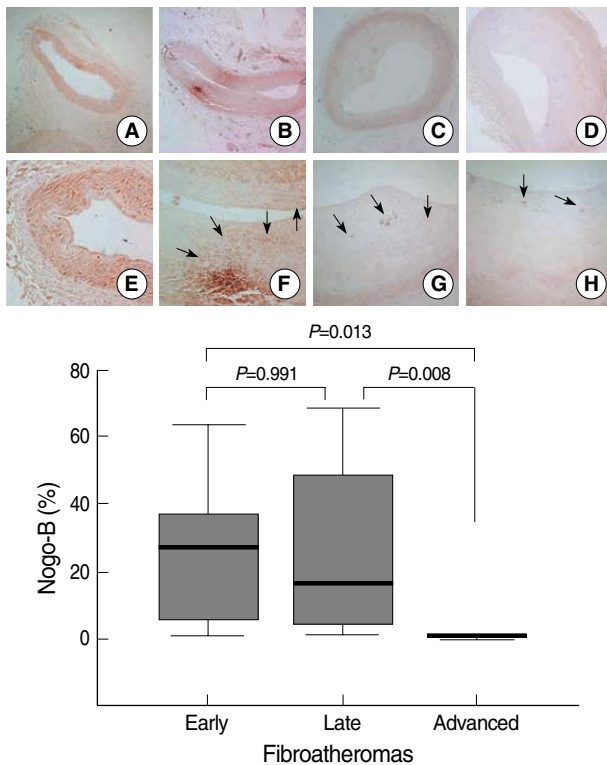 A
B
C
D
E
F
G
H
P=0.013
P=0.991
P=0.008
80
60
40
20
0
Nogo-B (%)
Early
Late
Advanced
Fibroatheromas